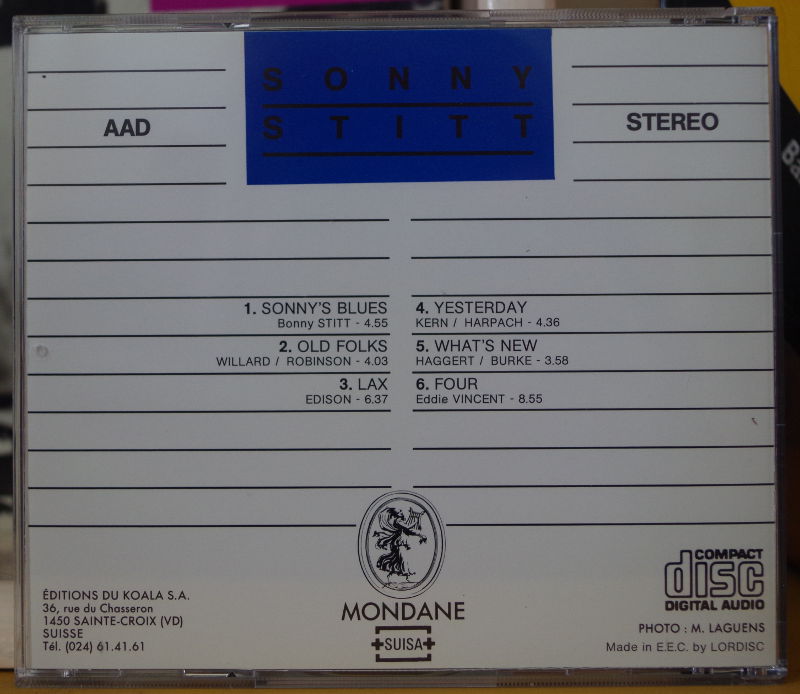 SONNY
STITT
AAD
STEREO
1. SONNY'S BLUES
Bonny STITT - 4.55
2. OLD FOLKS
WILLARD / ROBINSON - 4.03
3. LAX
EDISON - 6.37
4. YESTERDAY
KERN / HARPACH - 4.36
5. WHAT'S NEW
HAGGERT / BURKE - 3.58
6. FOUR
Eddie VINCENT - 8.55
ÉDITIONS DU KOALA S.A.
36, rue du Chasseron
1450 SAINTE-CROIX (VD)
SUISSE
Tél. (024) 61.41.61
MONDANE
SUISA
COMPACT
disc
DIGITAL AUDIO
PHOTO : M. LAGUENS
Made in E.E.C. by LORDISC